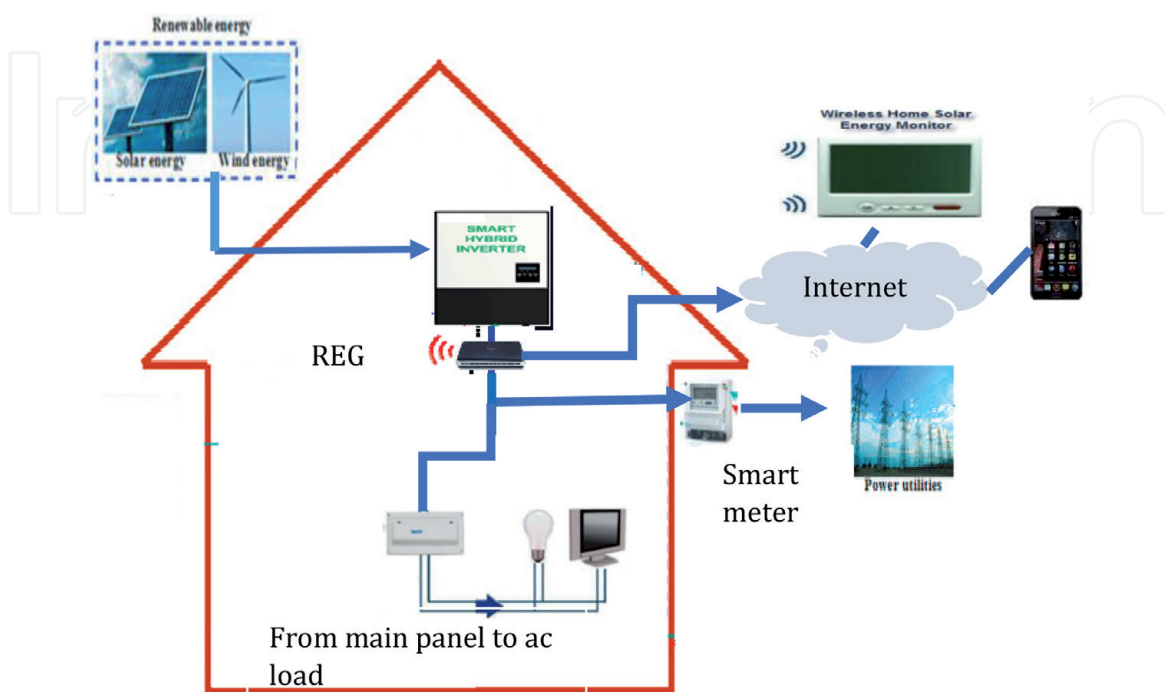 Renewable energy
Solar energy
Wind energy
Wireless Home Solar
Energy Monitor
SMART
HYBRID
INVERTER
Internet
REG
Smart
meter
Power utilities
From main panel to ac
load